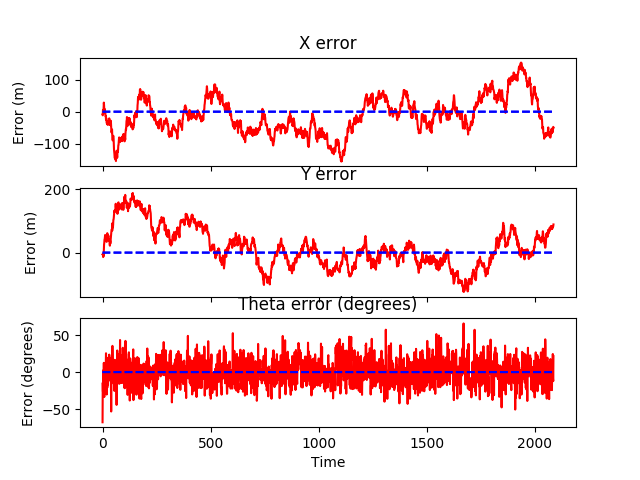 X error
Error (m)
100
0
−100
Y error
Error (m)
200
0
Theta error (degrees)
Error (degrees)
50
0
−50
0
500
1000
1500
2000
Time